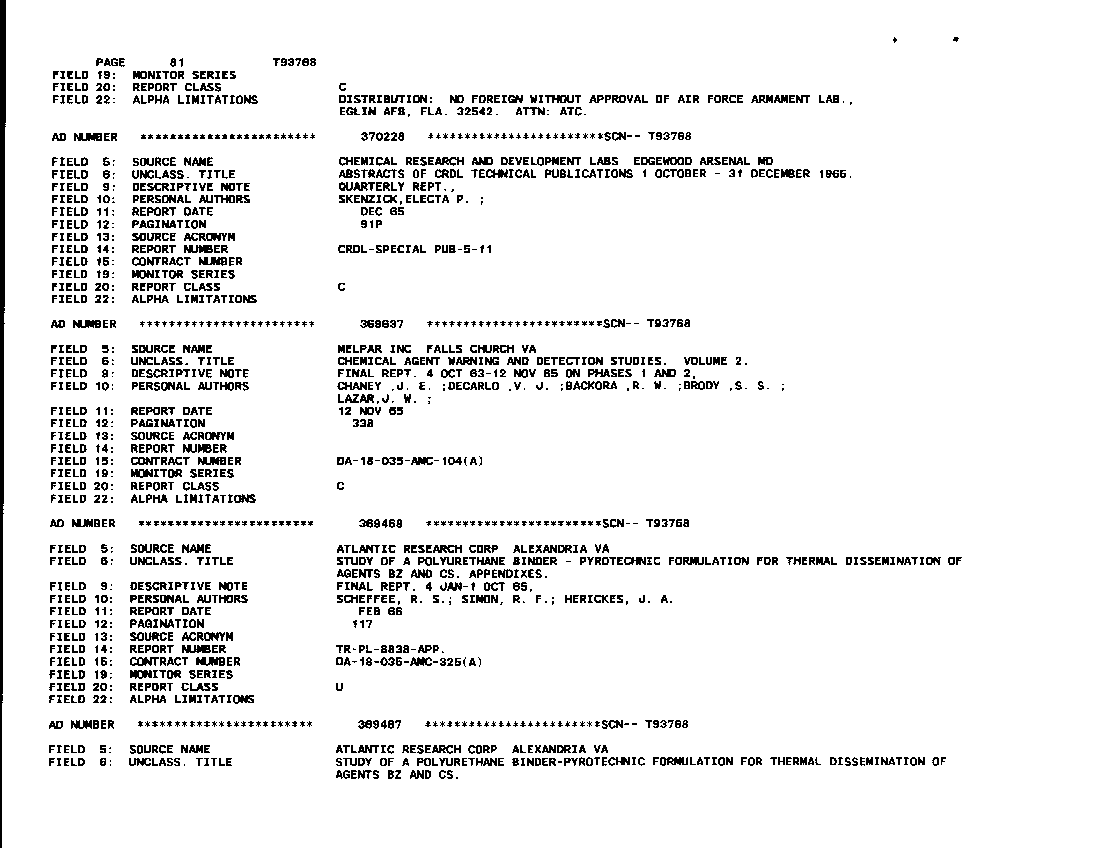 PAGE 81 T93768
FIELD 19: MONITOR SERIES
FIELD 20: REPORT CLASS C
FIELD 22: ALPHA LIMITATIONS DISTRIBUTION: NO FOREIGN WITHOUT APPROVAL OF AIR FORCE ARMAMENT LAB.,
EGLIN AFB, FLA. 32542. ATTN: ATC.
AD NUMBER ************************ 370228 ************************SCN-- T93768
FIELD 5: SOURCE NAME CHEMICAL RESEARCH AND DEVELOPMENT LABS EDGEWOOD ARSENAL MD
FIELD 6: UNCLASS. TITLE ABSTRACTS OF CRDL TECHNICAL PUBLICATIONS 1 OCTOBER - 31 DECEMBER 1965.
FIELD 9: DESCRIPTIVE NOTE QUARTERLY REPT.,
FIELD 10: PERSONAL AUTHORS SKENZICK,ELECTA P. ;
FIELD 11: REPORT DATE DEC 65
FIELD 12: PAGINATION 91P
FIELD 13: SOURCE ACRONYM
FIELD 14: REPORT NUMBER CRDL-SPECIAL PUB-5-11
FIELD 15: CONTRACT NUMBER
FIELD 19: MONITOR SERIES
FIELD 20: REPORT CLASS C
FIELD 22: ALPHA LIMITATIONS
AD NUMBER ************************ 369637 ************************SCN-- T93768
FIELD 5: SOURCE NAME MELPAR INC FALLS CHURCH VA
FIELD 6: UNCLASS. TITLE CHEMICAL AGENT WARNING AND DETECTION STUDIES. VOLUME 2.
FIELD 9: DESCRIPTIVE NOTE FINAL REPT. 4 OCT 63-12 NOV 65 ON PHASES 1 AND 2,
FIELD 10: PERSONAL AUTHORS CHANEY ,J. E. ;DECARLO ,V. J. ;BACKORA ,R. W. ;BRODY ,S. S. ;
LAZAR,J. W. ;
FIELD 11: REPORT DATE 12 NOV 65
FIELD 12: PAGINATION 338
FIELD 13: SOURCE ACRONYM
FIELD 14: REPORT NUMBER
FIELD 15: CONTRACT NUMBER DA-18-035-AMC-104(A)
FIELD 19: MONITOR SERIES
FIELD 20: REPORT CLASS C
FIELD 22: ALPHA LIMITATIONS
AD NUMBER ************************ 369468 ************************SCN-- T93768
FIELD 5: SOURCE NAME ATLANTIC RESEARCH CORP ALEXANDRIA VA
FIELD 6: UNCLASS. TITLE STUDY OF A POLYURETHANE BINDER - PYROTECHNIC FORMULATION FOR THERMAL DISSEMINATION OF
AGENTS BZ AND CS. APPENDIXES.
FIELD 9: DESCRIPTIVE NOTE FINAL REPT. 4 JAN-1 OCT 65,
FIELD 10: PERSONAL AUTHORS SCHEFFEE, R. S.; SIMON, R. F.; HERICKES, J. A.
FIELD 11: REPORT DATE FEB 66
FIELD 12: PAGINATION 117
FIELD 13: SOURCE ACRONYM
FIELD 14: REPORT NUMBER TR-PL-8838-APP.
FIELD 15: CONTRACT NUMBER DA-18-035-AMC-325(A)
FIELD 19: MONITOR SERIES
FIELD 20: REPORT CLASS U
FIELD 22: ALPHA LIMITATIONS
AD NUMBER ************************ 369467 ************************SCN-- T93768
FIELD 5: SOURCE NAME ATLANTIC RESEARCH CORP ALEXANDRIA VA
FIELD 6: UNCLASS. TITLE STUDY OF A POLYURETHANE BINDER-PYROTECHNIC FORMULATION FOR THERMAL DISSEMINATION OF
AGENTS BZ AND CS.